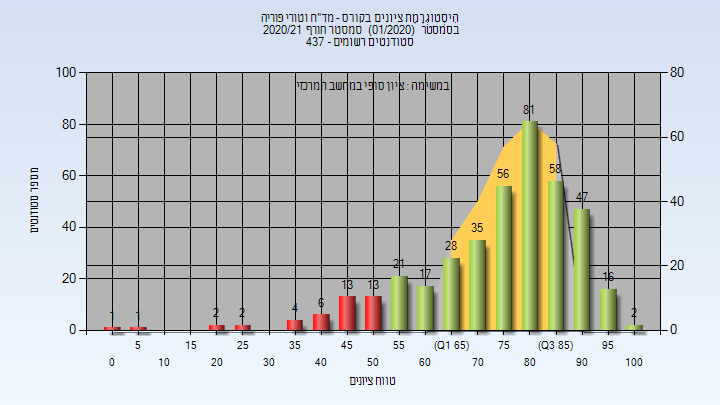 היסטוגרמת ציונים בקורס - מד"ח וטורי פוריה
בסמסטר (01/2020) סמסטר חורף 2020/21
סטודנטים רשומים - 437
במשימה : ציון סופי במחשב המרכזי
מספר סטודנטים
100
80
60
40
20
0
80
60
40
20
0
1 1 2 2 4 6 13 13 21 17 28 35 56 81 58 47 16 2
5 15 25 35 45 55 (Q1 65) 75 (Q3 85) 95
0 10 20 30 40 50 60 70 80 90 100
טווח ציונים